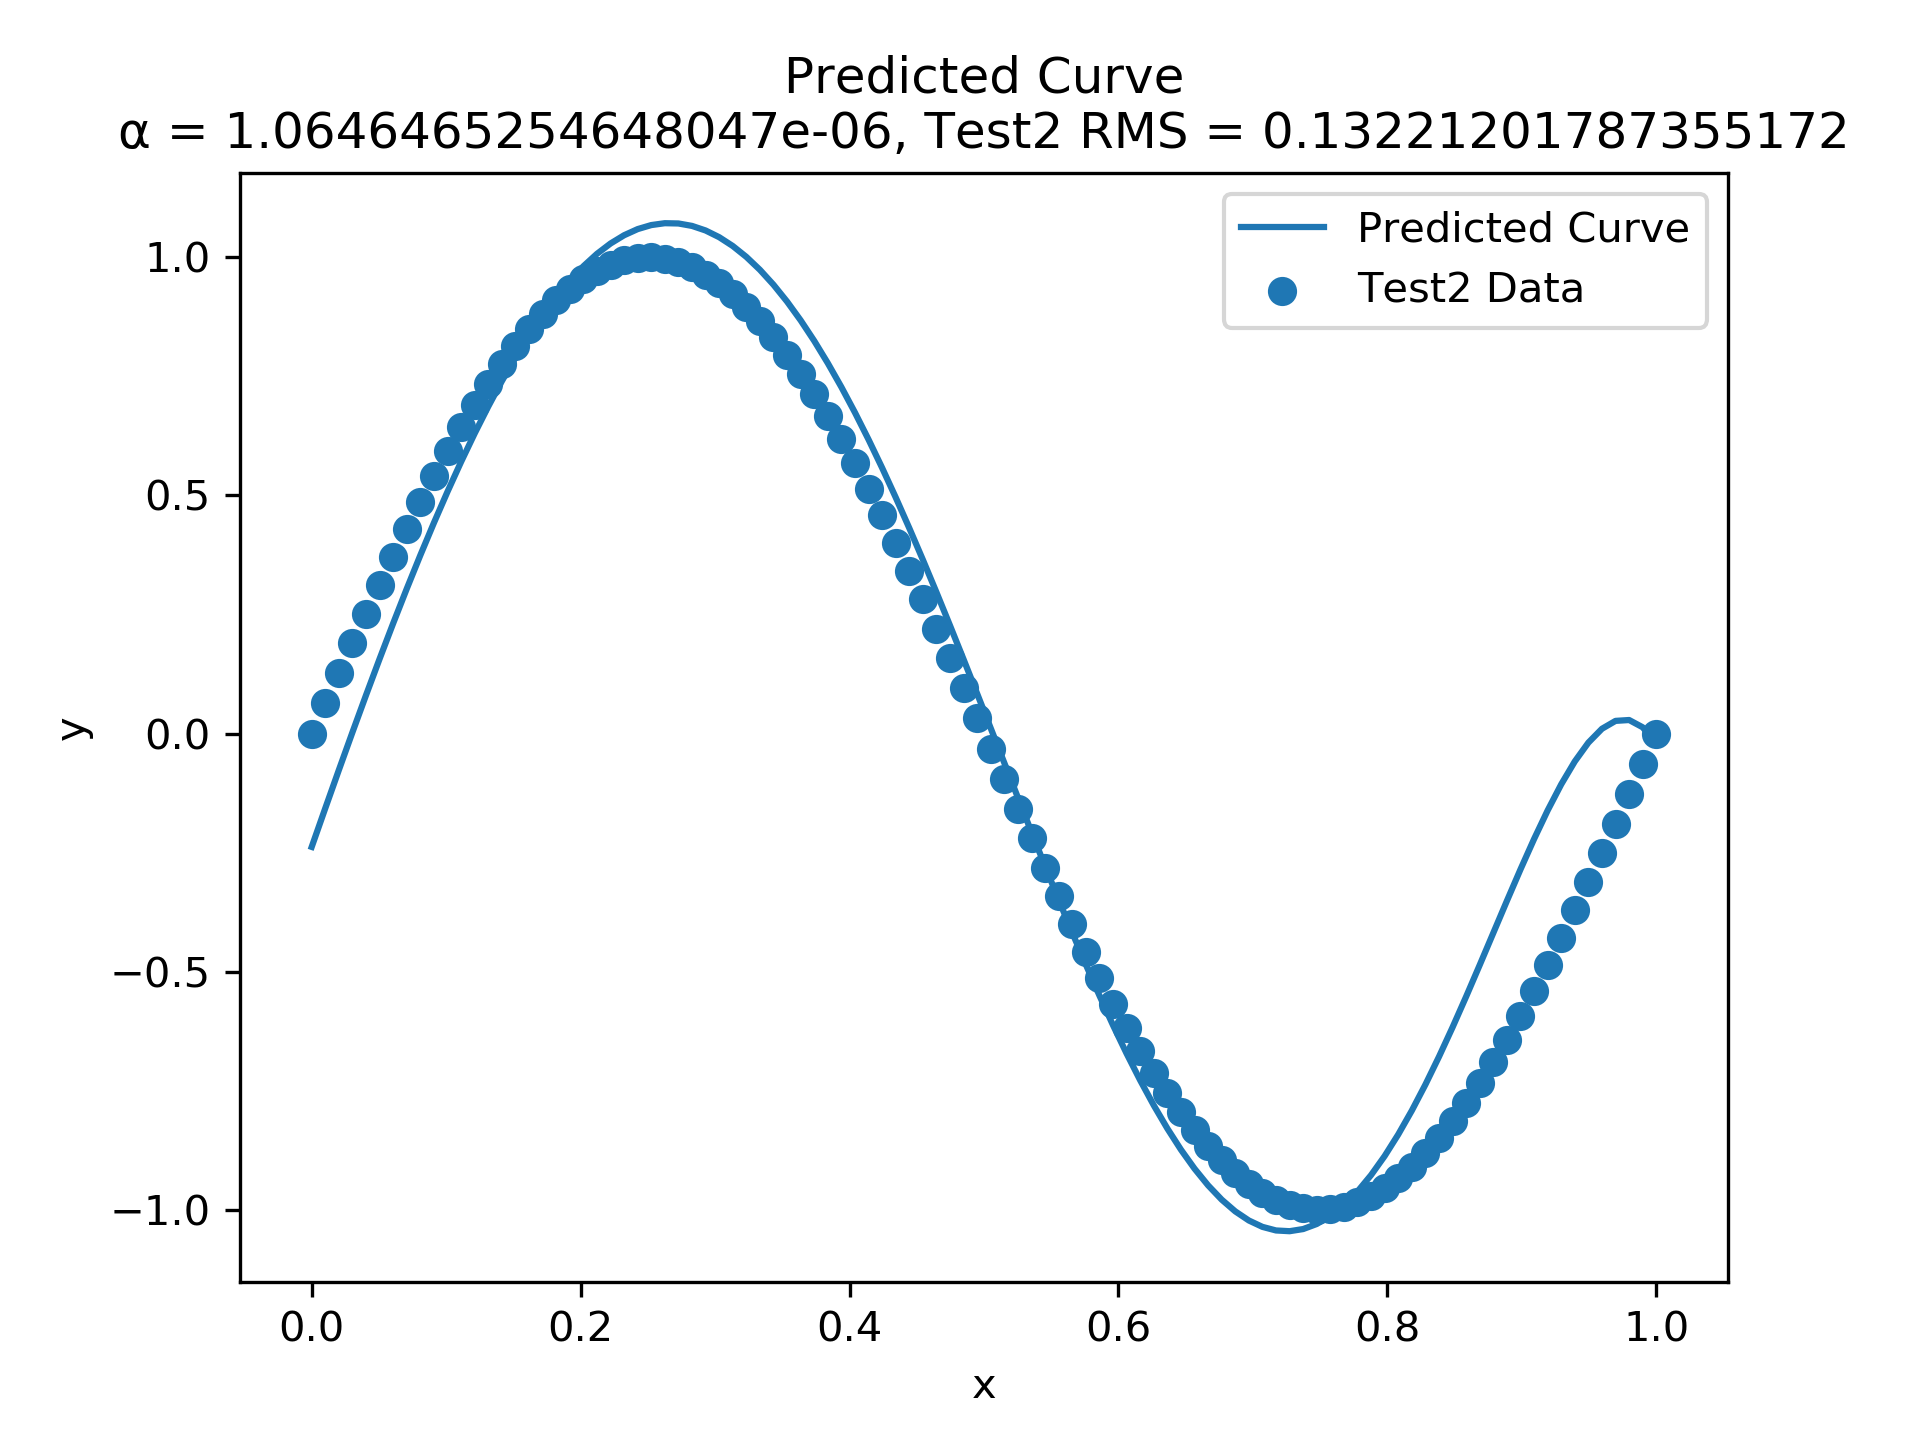 Predicted Curve
α = 1.0646465254648047e-06, Test2 RMS = 0.13221201787355172
Predicted Curve
Test2 Data
1.0
0.5
0.0
−0.5
−1.0
y
0.0 0.2 0.4 0.6 0.8 1.0
x